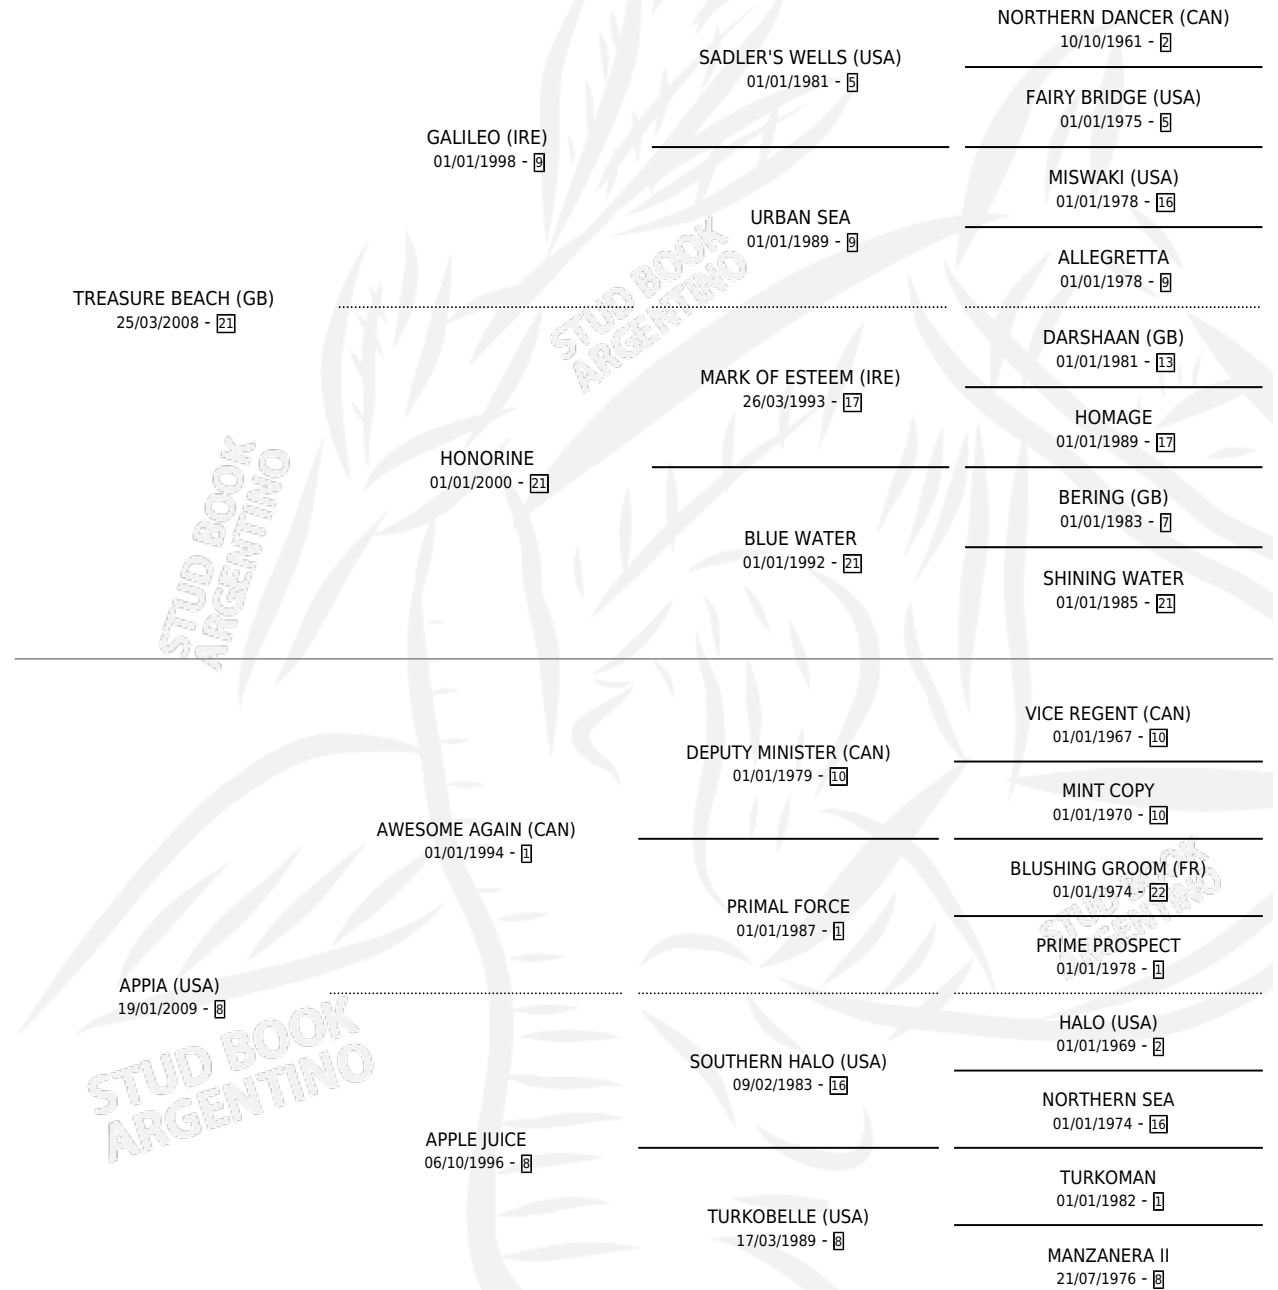 NORTHERN DANCER (CAN)
10/10/1961 - 2
SADLER'S WELLS (USA)
01/01/1981 - 5
FAIRY BRIDGE (USA)
01/01/1975 - 5
GALILEO (IRE)
01/01/1998 - 9
MISWAKI (USA)
01/01/1978 - 16
URBAN SEA
01/01/1989 - 9
ALLEGRETTA
01/01/1978 - 9
TREASURE BEACH (GB)
25/03/2008 - 21
DARSHAAN (GB)
01/01/1981 - 13
MARK OF ESTEEM (IRE)
26/03/1993 - 17
HOMAGE
01/01/1989 - 17
HONORINE
01/01/2000 - 21
BERING (GB)
01/01/1983 - 7
BLUE WATER
01/01/1992 - 21
SHINING WATER
01/01/1985 - 21
VICE REGENT (CAN)
01/01/1967 - 10
DEPUTY MINISTER (CAN)
01/01/1979 - 10
MINT COPY
01/01/1970 - 10
AWESOME AGAIN (CAN)
01/01/1994 - 1
BLUSHING GROOM (FR)
01/01/1974 - 22
PRIMAL FORCE
01/01/1987 - 1
PRIME PROSPECT
01/01/1978 - 1
APPIA (USA)
19/01/2009 - 8
HALO (USA)
01/01/1969 - 2
SOUTHERN HALO (USA)
09/02/1983 - 16
NORTHERN SEA
01/01/1974 - 16
APPLE JUICE
06/10/1996 - 8
TURKOMAN
01/01/1982 - 1
TURKOBELLE (USA)
17/03/1989 - 8
MANZANERA II
21/07/1976 - 8
STUD BOOK
ARGENTINO
STUD BOOK
ARGENTINO
STUD BOOK
ARGENTINO
STUD BOOK
ARGENTINO